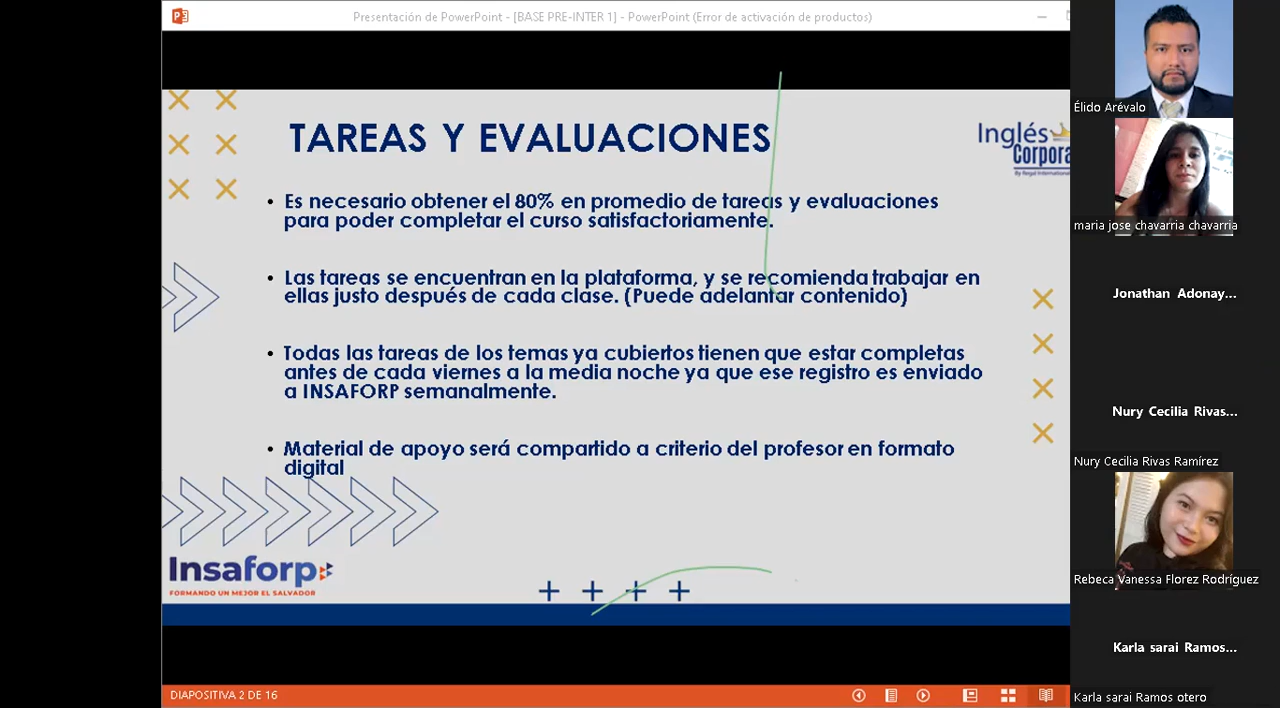 Presentación de PowerPoint - [BASE PRE-INTER 1] - PowerPoint (Error de activación de productos)
TAREAS Y EVALUACIONES
Inglés
Corpora
By Regal International
• Es necesario obtener el 80% en promedio de tareas y evaluaciones
para poder completar el curso satisfactoriamente.
• Las tareas se encuentran en la plataforma, y se recomienda trabajar en
ellas justo después de cada clase. (Puede adelantar contenido)
• Todas las tareas de los temas ya cubiertos tienen que estar completas
antes de cada viernes a la media noche ya que ese registro es enviado
a INSAFORP semanalmente.
• Material de apoyo será compartido a criterio del profesor en formato
digital
Insaforp
FORMANDO UN MEJOR EL SALVADOR
DIAPOSITIVA 2 DE 16
Élido Arévalo
maria jose chavarria chavarria
Jonathan Adonay...
Nury Cecilia Rivas...
Nury Cecilia Rivas Ramírez
Rebeca Vanessa Florez Rodríguez
Karla sarai Ramos...
Karla sarai Ramos otero